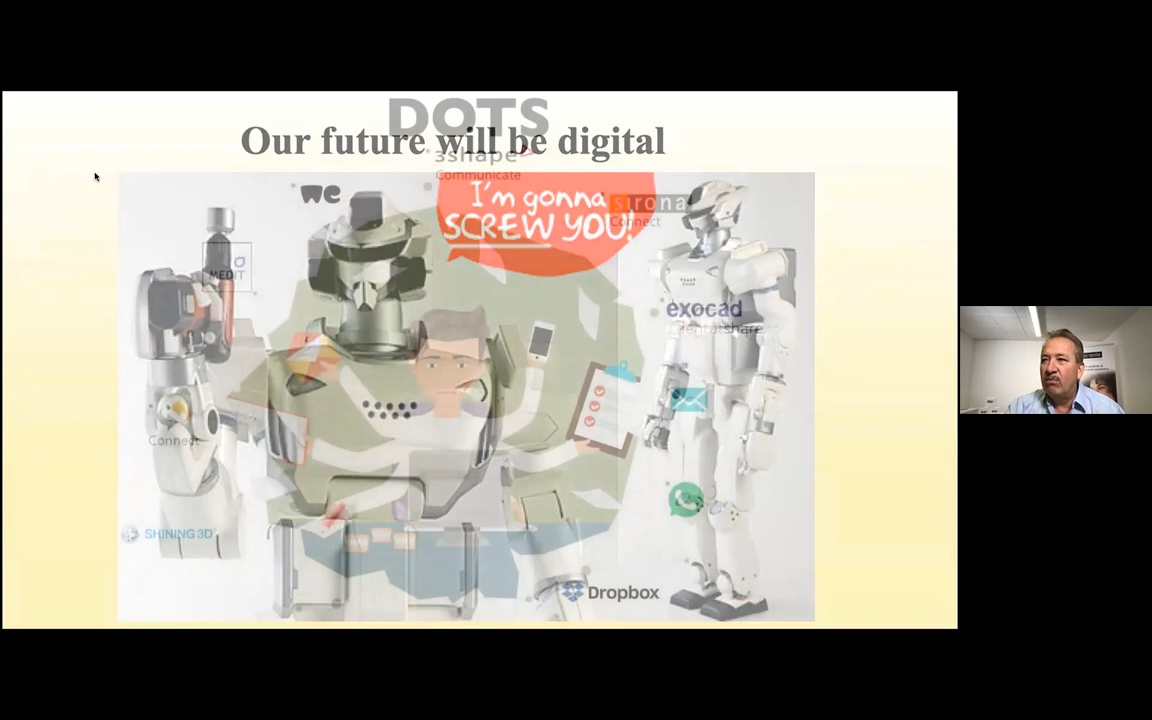 DOTS
Our future will be digital
3shape
Communicate
we
I'm gonna
SCREW YOU!
sirona
Connect
MEDIT
exocad
dentalshare
Connect
SHINING 3D
Dropbox